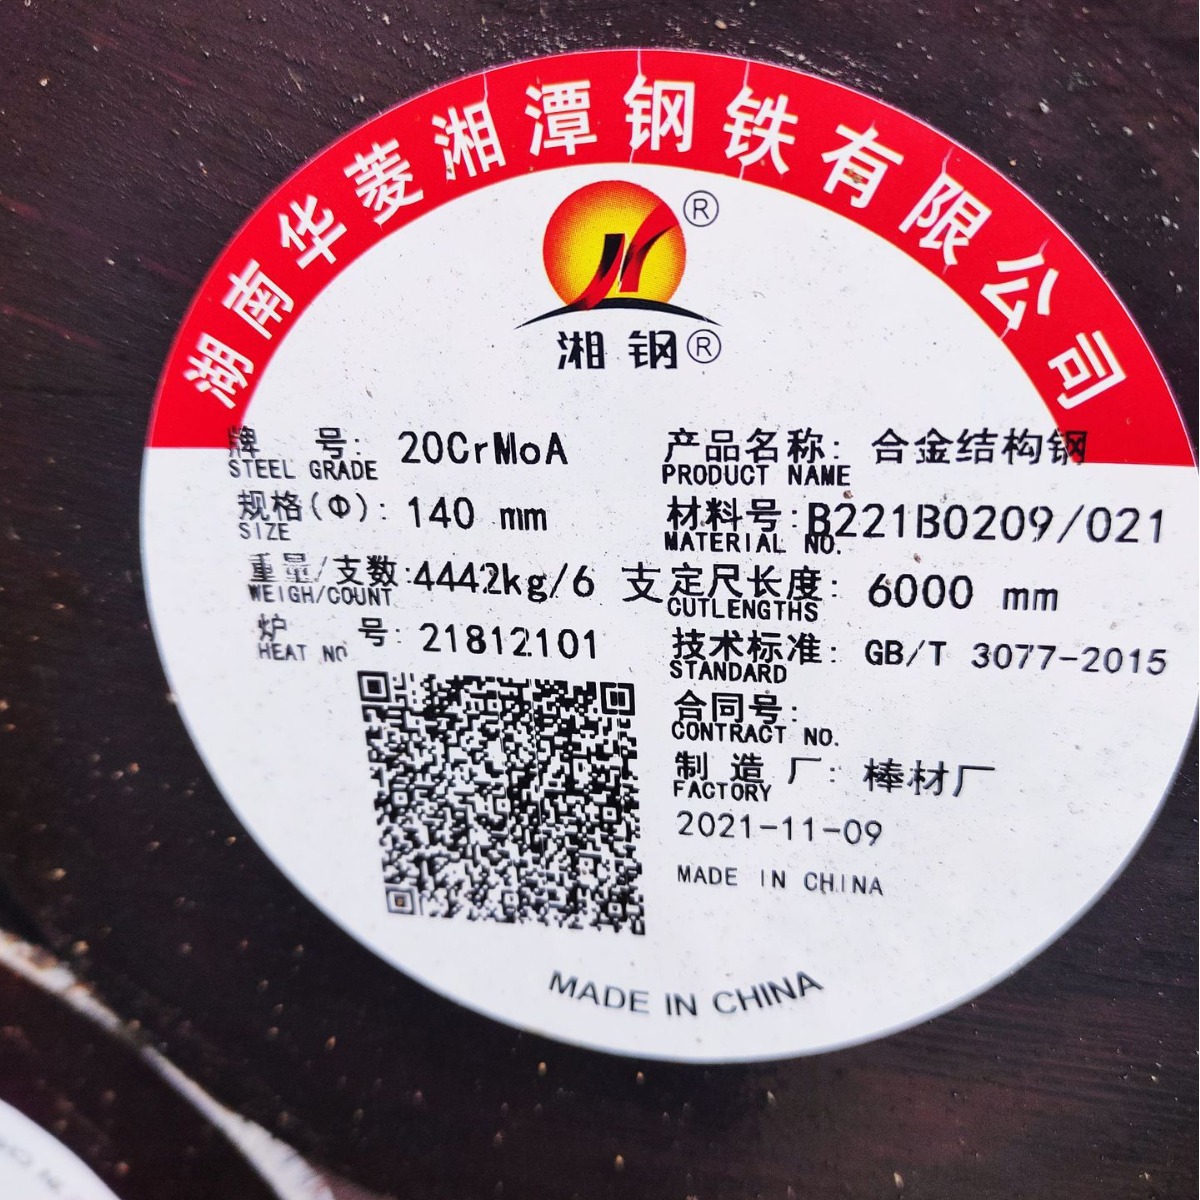 湖南华菱湘潭钢铁有限公司
®
湘钢®
牌 号: 20CrMoA
STEEL GRADE
产品名称: 合金结构钢
PRODUCT NAME
规格(Φ): 140 mm
SIZE
材料号: B221B0209/021
MATERIAL NO.
重量/支数: 4442kg/6 支
WEIGH/COUNT
定尺长度: 6000 mm
CUTLENGTHS
炉 号: 21812101
HEAT NO
技术标准: GB/T 3077-2015
STANDARD
合同号:
CONTRACT NO.
制 造 厂: 棒材厂
FACTORY
2021-11-09
MADE IN CHINA
MADE IN CHINA